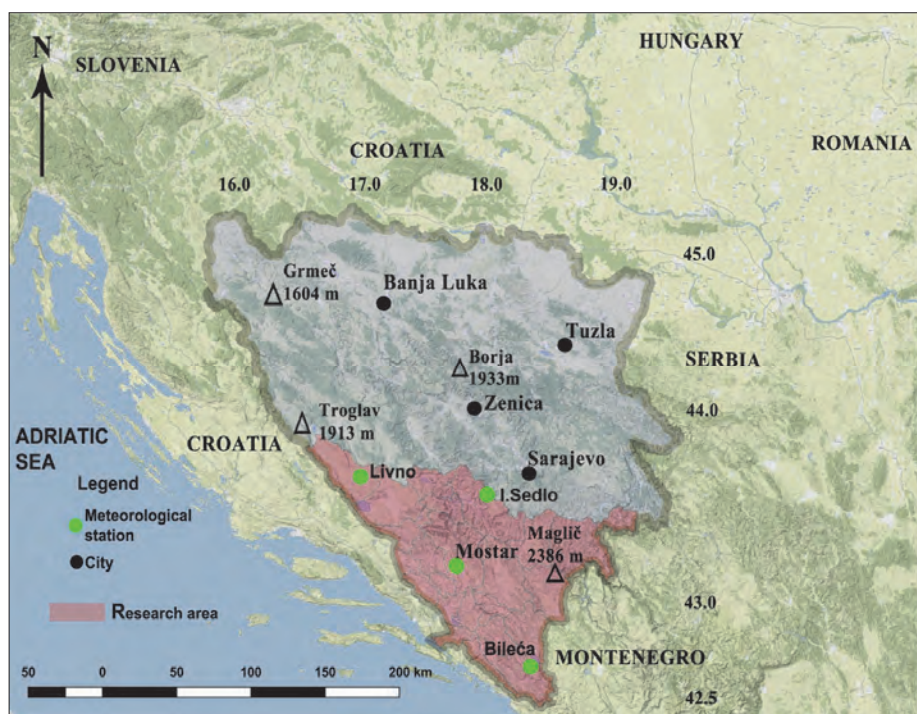 N
HUNGARY
SLOVENIA
ROMANIA
CROATIA
16.0
17.0
18.0
19.0
45.0
Grmeč
1604 m
Banja Luka
Tuzla
Borja
1933m
SERBIA
Zenica
44.0
Troglav
1913 m
ADRIATIC
SEA
CROATIA
Sarajevo
Livno
I.Sedlo
Legend
Meteorological
station
City
Maglič
2386 m
Mostar
Research area
43.0
Bileća
MONTENEGRO
42.5
50 0 50 100 150 200 km